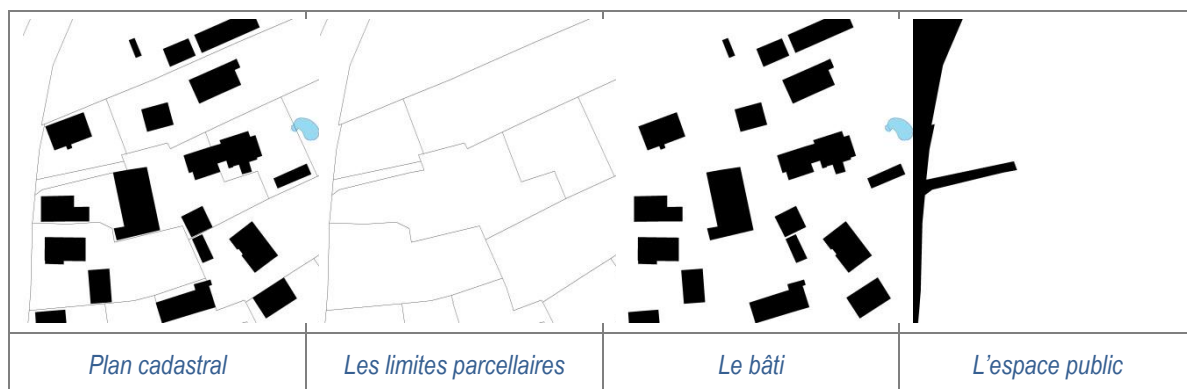 Plan cadastral
Les limites parcellaires
Le bâti
L'espace public